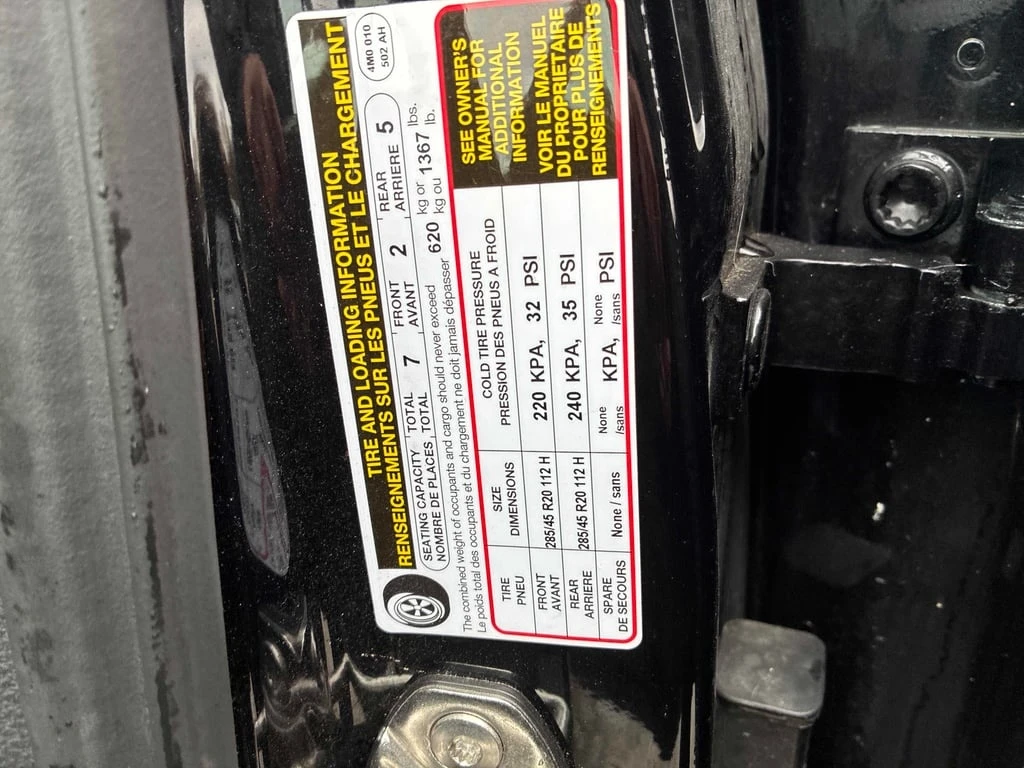 TIRE AND LOADING INFORMATION
RENSEIGNEMENTS SUR LES PNEUS ET LE CHARGEMENT
4M0 010
502 AH
SEATING CAPACITY TOTAL 7 FRONT 2 REAR 5
NOMBRE DE PLACES TOTAL AVANT ARRIERE
The combined weight of occupants and cargo should never exceed 620 kg or 1367 lbs.
Le poids total des occupants et du chargement ne doit jamais dépasser kg ou lb.
TIRE SIZE COLD TIRE PRESSURE
PNEU DIMENSIONS PRESSION DES PNEUS A FROID
FRONT 285/45 R20 112 H 220 KPA, 32 PSI
AVANT
REAR 285/45 R20 112 H 240 KPA, 35 PSI
ARRIERE
SPARE None / sans None /sans KPA, None /sans PSI
DE SECOURS
SEE OWNER'S
MANUAL FOR
ADDITIONAL
INFORMATION
VOIR LE MANUEL
DU PROPRIETAIRE
POUR PLUS DE
RENSEIGNEMENTS